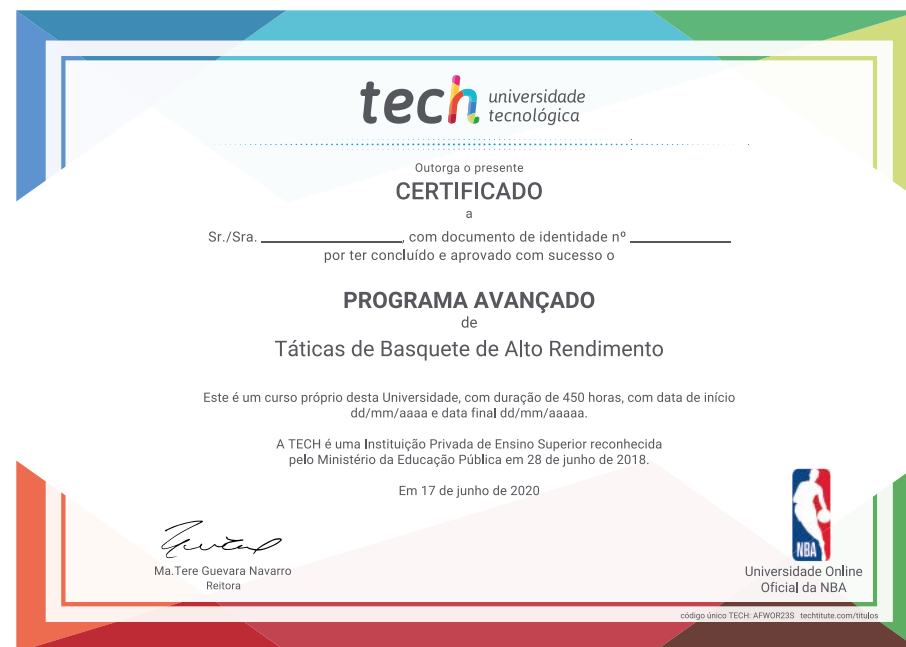 tech universidade
tecnológica
Outorga o presente
CERTIFICADO
a
Sr./Sra. ____________, com documento de identidade nº ____________
por ter concluído e aprovado com sucesso o
PROGRAMA AVANÇADO
de
Táticas de Basquete de Alto Rendimento
Este é um curso próprio desta Universidade, com duração de 450 horas, com data de início
dd/mm/aaaa e data final dd/mm/aaaaa.
A TECH é uma Instituição Privada de Ensino Superior reconhecida
pelo Ministério da Educação Pública em 28 de junho de 2018.
Em 17 de junho de 2020
Ma.Tere Guevara Navarro
Reitora
NBA
Universidade Online
Oficial da NBA
código único TECH: AFWOR23S techtitute.com/titulos